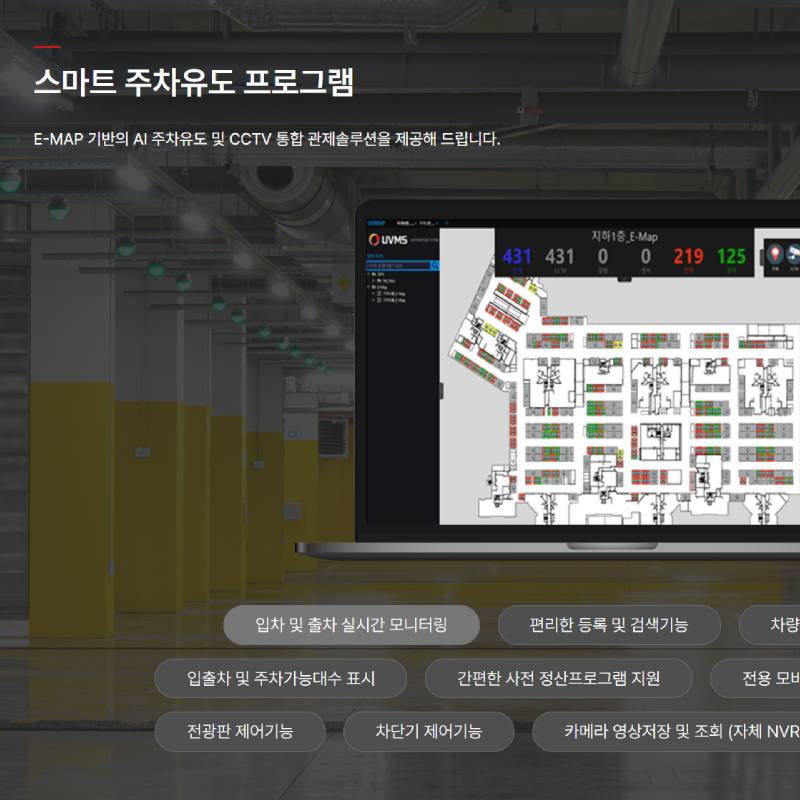 스마트 주차유도 프로그램
E-MAP 기반의 AI 주차유도 및 CCTV 통합 관제솔루션을 제공해 드립니다.
UEMAP
UVMS
지하1층_E-Map
431 431 0 0 219 125
입차 및 출차 실시간 모니터링
편리한 등록 및 검색기능
차량
입출차 및 주차가능대수 표시
간편한 사전 정산프로그램 지원
전용 모바
전광판 제어기능
차단기 제어기능
카메라 영상저장 및 조회 (자체 NVR